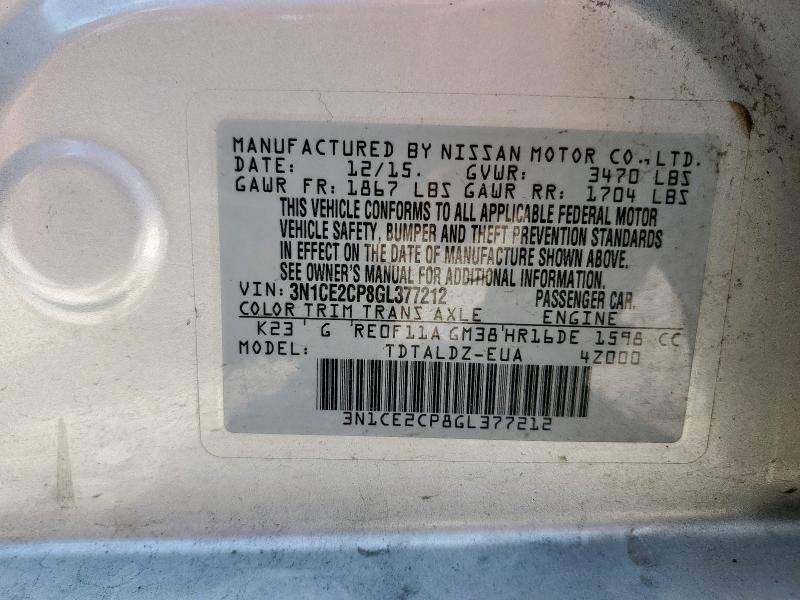 MANUFACTURED BY NISSAN MOTOR CO.,LTD.
DATE: 12/15. GVWR: 3470 LBS
GAWR FR: 1867 LBS GAWR RR: 1704 LBS
THIS VEHICLE CONFORMS TO ALL APPLICABLE FEDERAL MOTOR
VEHICLE SAFETY, BUMPER AND THEFT PREVENTION STANDARDS
IN EFFECT ON THE DATE OF MANUFACTURE SHOWN ABOVE.
SEE OWNER'S MANUAL FOR ADDITIONAL INFORMATION.
VIN: 3N1CE2CP8GL377212 PASSENGER CAR.
COLOR TRIM TRANS AXLE ENGINE
K23 G RE0F11A GM38 HR16DE 1598 CC
MODEL: TDTALDZ-EUA 4Z000
3N1CE2CP8GL377212